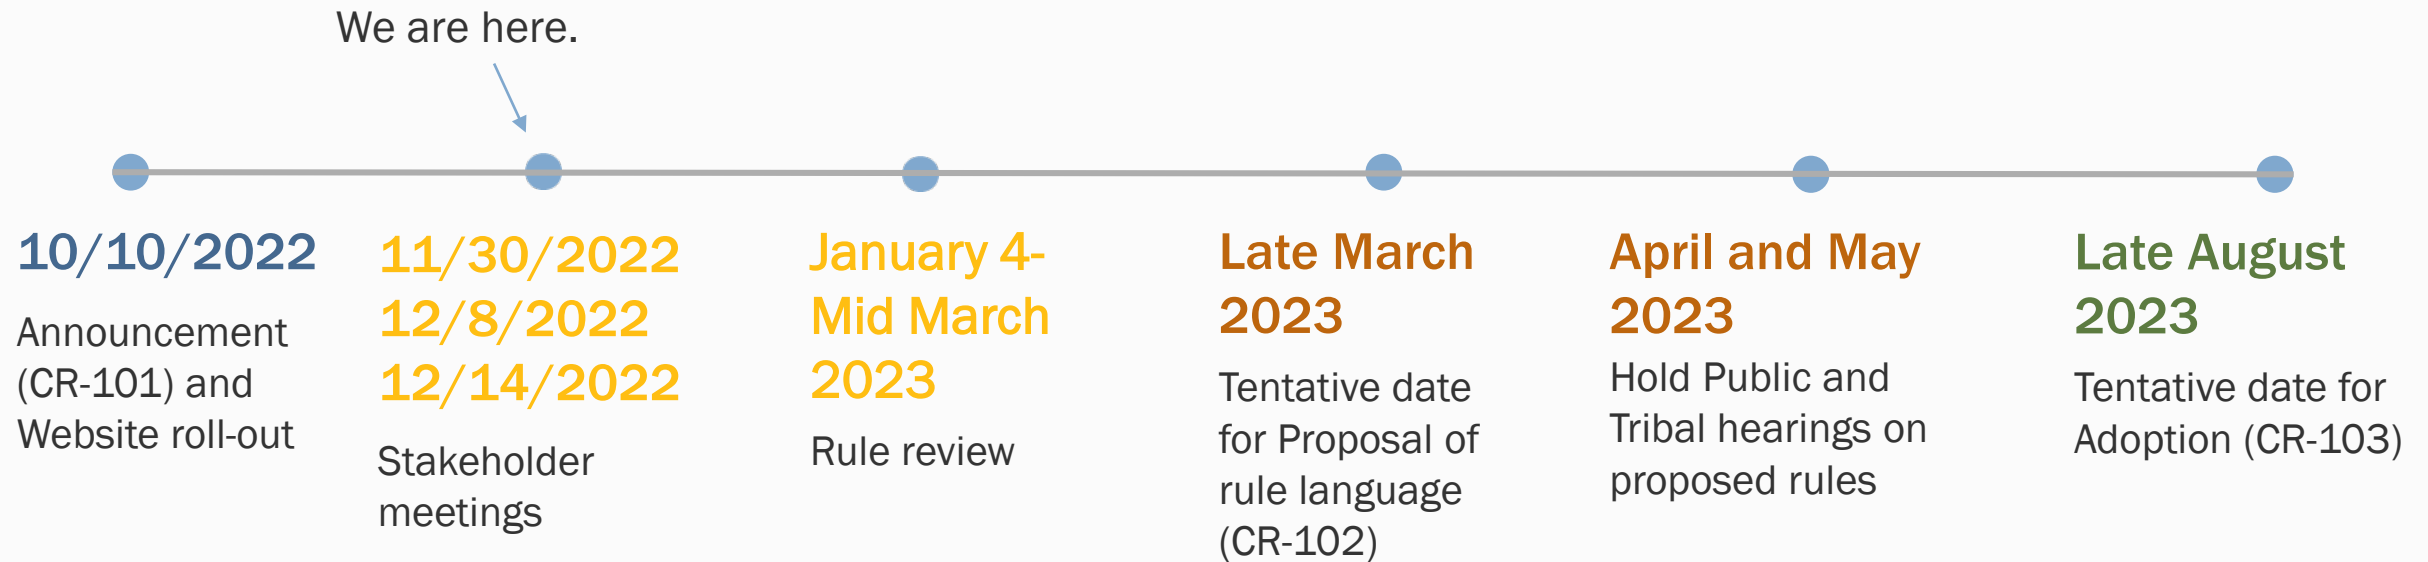 We are here.
10/10/2022
Announcement
(CR-101) and
Website roll-out
11/30/2022
12/8/2022
12/14/2022
Stakeholder
meetings
January 4-
Mid March
2023
Rule review
Late March
2023
Tentative date
for Proposal of
rule language
(CR-102)
April and May
2023
Hold Public and
Tribal hearings on
proposed rules
Late August
2023
Tentative date for
Adoption (CR-103)